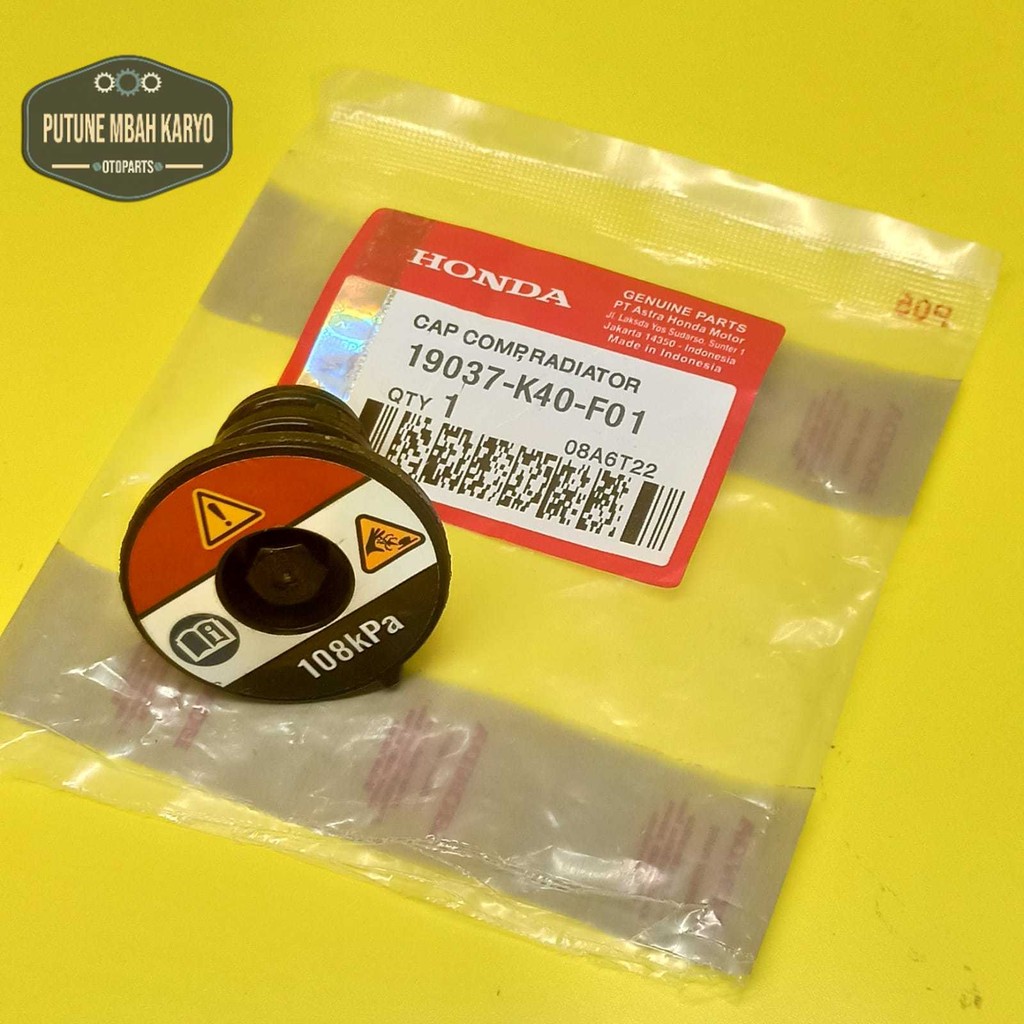 PUTUNE MBAH KARYO
OTOPARTS
HONDA
GENUINE PARTS
PT Astra Honda Motor
Jl. Laksda Yos Sudarso, Sunter 1
Jakarta 14350 - Indonesia
Made in Indonesia
CAP COMP,RADIATOR
19037-K40-F01
QTY 1
08A6T22
108kPa